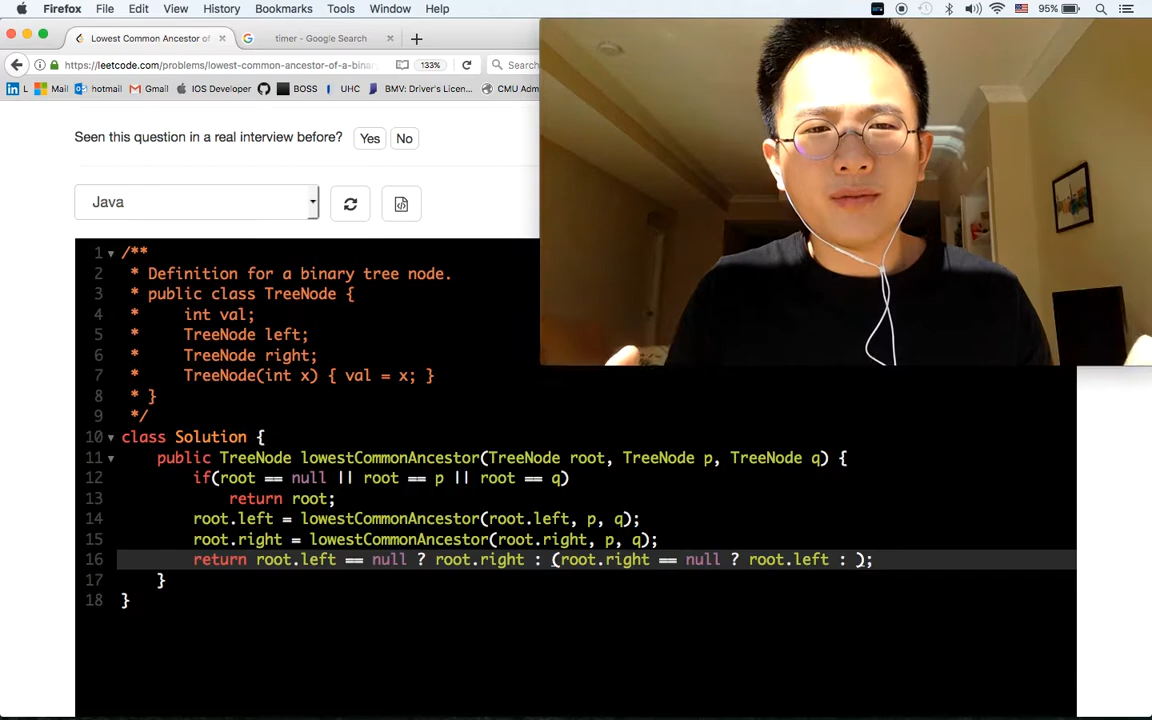 Firefox File Edit View History Bookmarks Tools Window Help 95%
Lowest Common Ancestor of timer - Google Search
https://leetcode.com/problems/lowest-common-ancestor-of-a-bina 133% Search
L Mail hotmail Gmail IOS Developer BOSS UHC BMV: Driver's Licen... CMU Adm
Seen this question in a real interview before? Yes No
Java
1 /**
2 * Definition for a binary tree node.
3 * public class TreeNode {
4 * int val;
5 * TreeNode left;
6 * TreeNode right;
7 * TreeNode(int x) { val = x; }
8 * }
9 */
10 class Solution {
11 public TreeNode lowestCommonAncestor(TreeNode root, TreeNode p, TreeNode q) {
12 if(root == null || root == p || root == q)
13 return root;
14 root.left = lowestCommonAncestor(root.left, p, q);
15 root.right = lowestCommonAncestor(root.right, p, q);
16 return root.left == null ? root.right : (root.right == null ? root.left : );
17 }
18 }